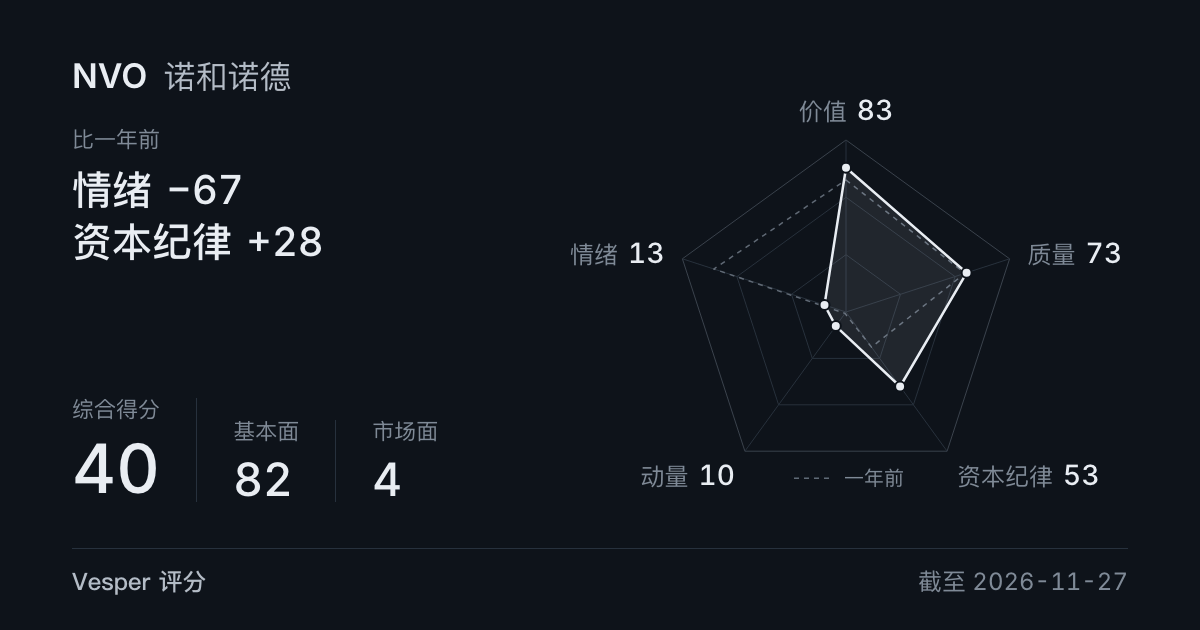 NVO 诺和诺德
比一年前
情绪 −67
资本纪律 +28
综合得分
40
基本面
82
市场面
4
价值 83
情绪 13
质量 73
动量 10
一年前
资本纪律 53
Vesper 评分
截至 2026-11-27